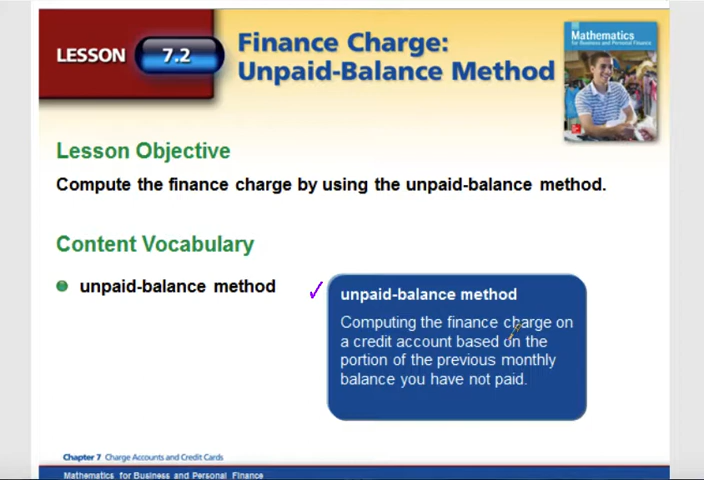 LESSON 7.2
Finance Charge:
Unpaid-Balance Method
Mathematics
for Business and Personal Finance
Lesson Objective
Compute the finance charge by using the unpaid-balance method.
Content Vocabulary
unpaid-balance method
unpaid-balance method
Computing the finance charge on
a credit account based on the
portion of the previous monthly
balance you have not paid.
Chapter 7 Charge Accounts and Credit Cards
Mathematics for Business and Personal Finance